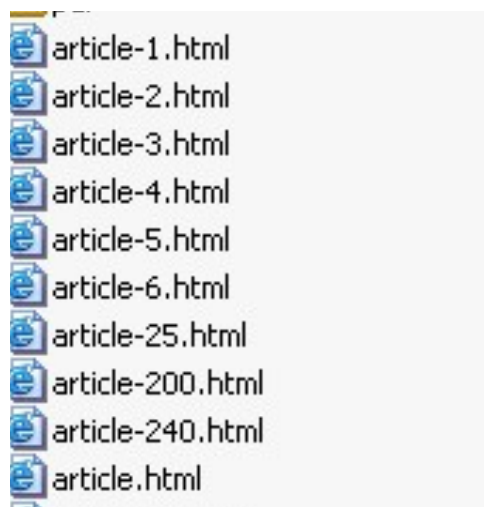 article-1.html
article-2.html
article-3.html
article-4.html
article-5.html
article-6.html
article-25.html
article-200.html
article-240.html
article.html